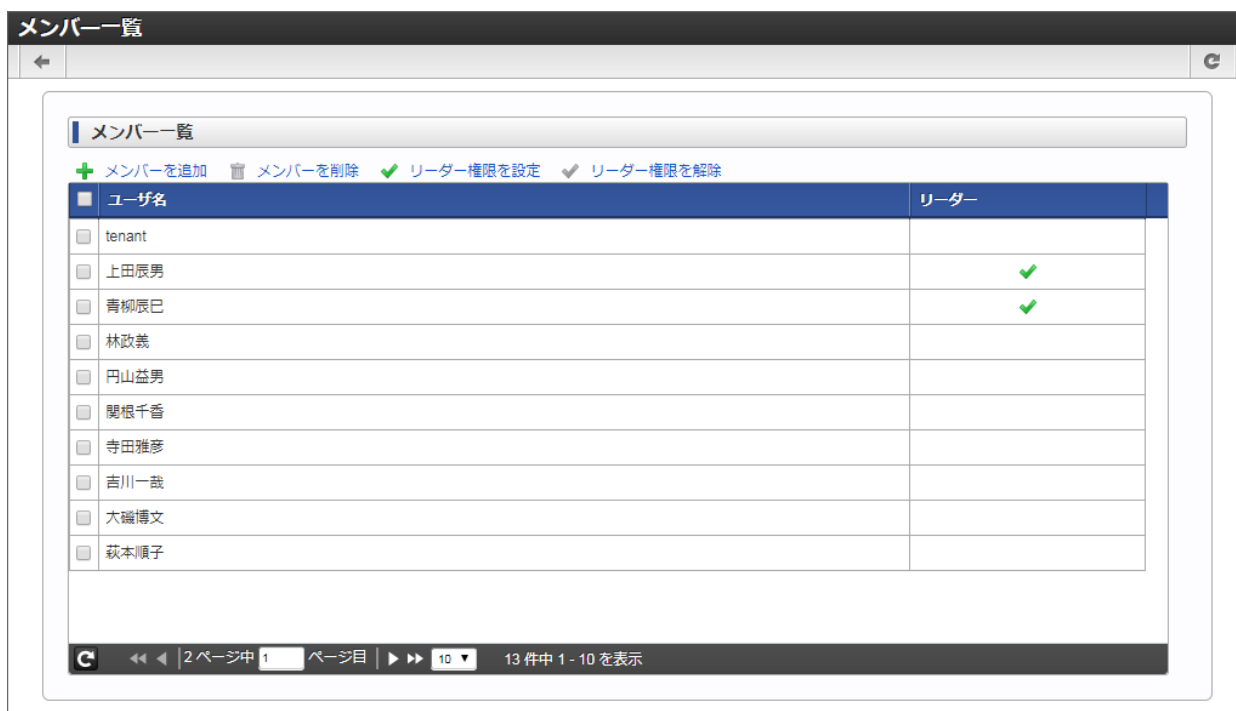 メンバー一覧
メンバー一覧
メンバーを追加 メンバーを削除 リーダー権限を設定 リーダー権限を解除
ユーザ名 リーダー
tenant
上田辰男
青柳辰巳
林政義
円山益男
関根千香
寺田雅彦
吉川一哉
大磯博文
萩本順子
2 ページ中 1 ページ目 10 13 件中 1 - 10 を表示